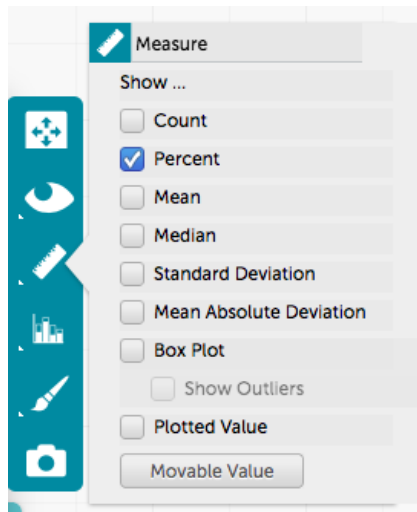 Measure
Show ...
Count
Percent
Mean
Median
Standard Deviation
Mean Absolute Deviation
Box Plot
Show Outliers
Plotted Value
Movable Value